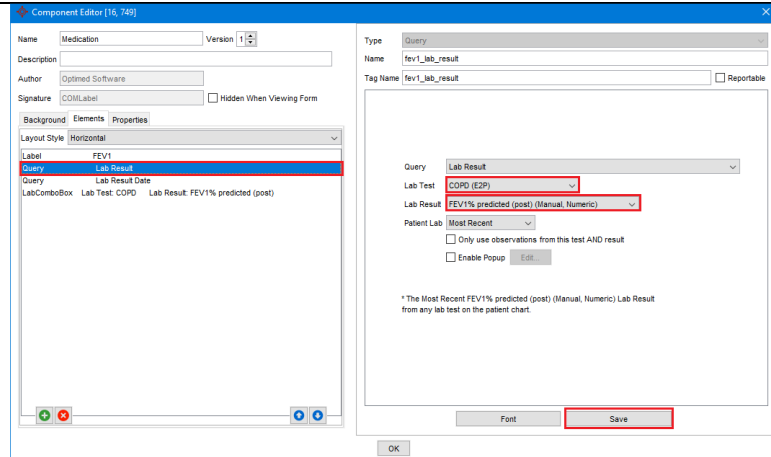 Component Editor [16, 749]
Name Medication Version 1
Description
Author Optimed Software
Signature COMLabel Hidden When Viewing Form
Background Elements Properties
Layout Style Horizontal
Label FEV1
Query Lab Result
Query Lab Result Date
LabComboBox Lab Test: COPD Lab Result: FEV1% predicted (post)
Type Query
Name fev1_lab_result
Tag Name fev1_lab_result Reportable
Query Lab Result
Lab Test COPD (E2P)
Lab Result FEV1% predicted (post) (Manual, Numeric)
Patient Lab Most Recent
Only use observations from this test AND result
Enable Popup Edit...
* The Most Recent FEV1% predicted (post) (Manual, Numeric) Lab Result
from any lab test on the patient chart.
Font Save
OK